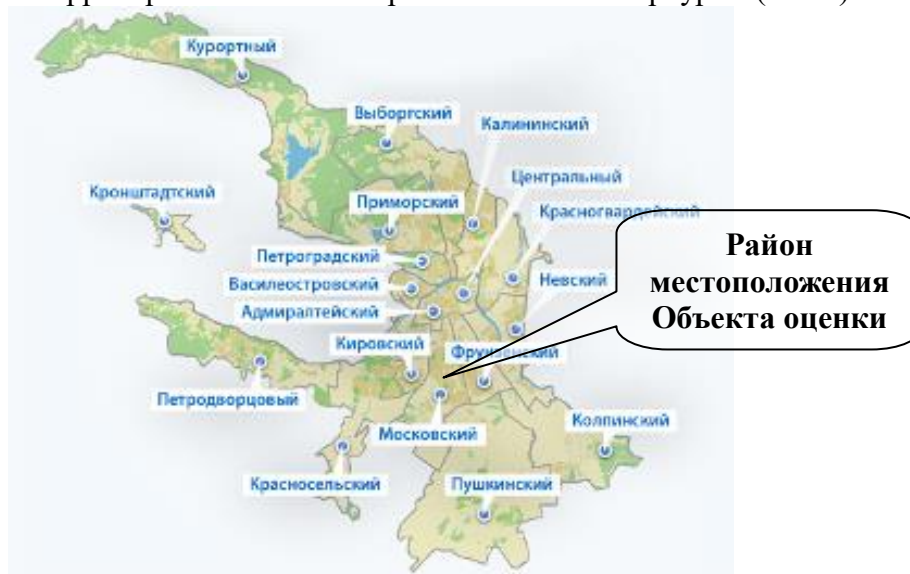 Курортный
Выборгский
Калининский
Центральный
Кронштадтский
Приморский
Красногвардейский
Район
местоположения
Объекта оценки
Петроградский
Василеостровский
Невский
Адмиралтейский
Кировский
Фрунзенский
Петродворцовый
Московский
Колпинский
Красносельский
Пушкинский